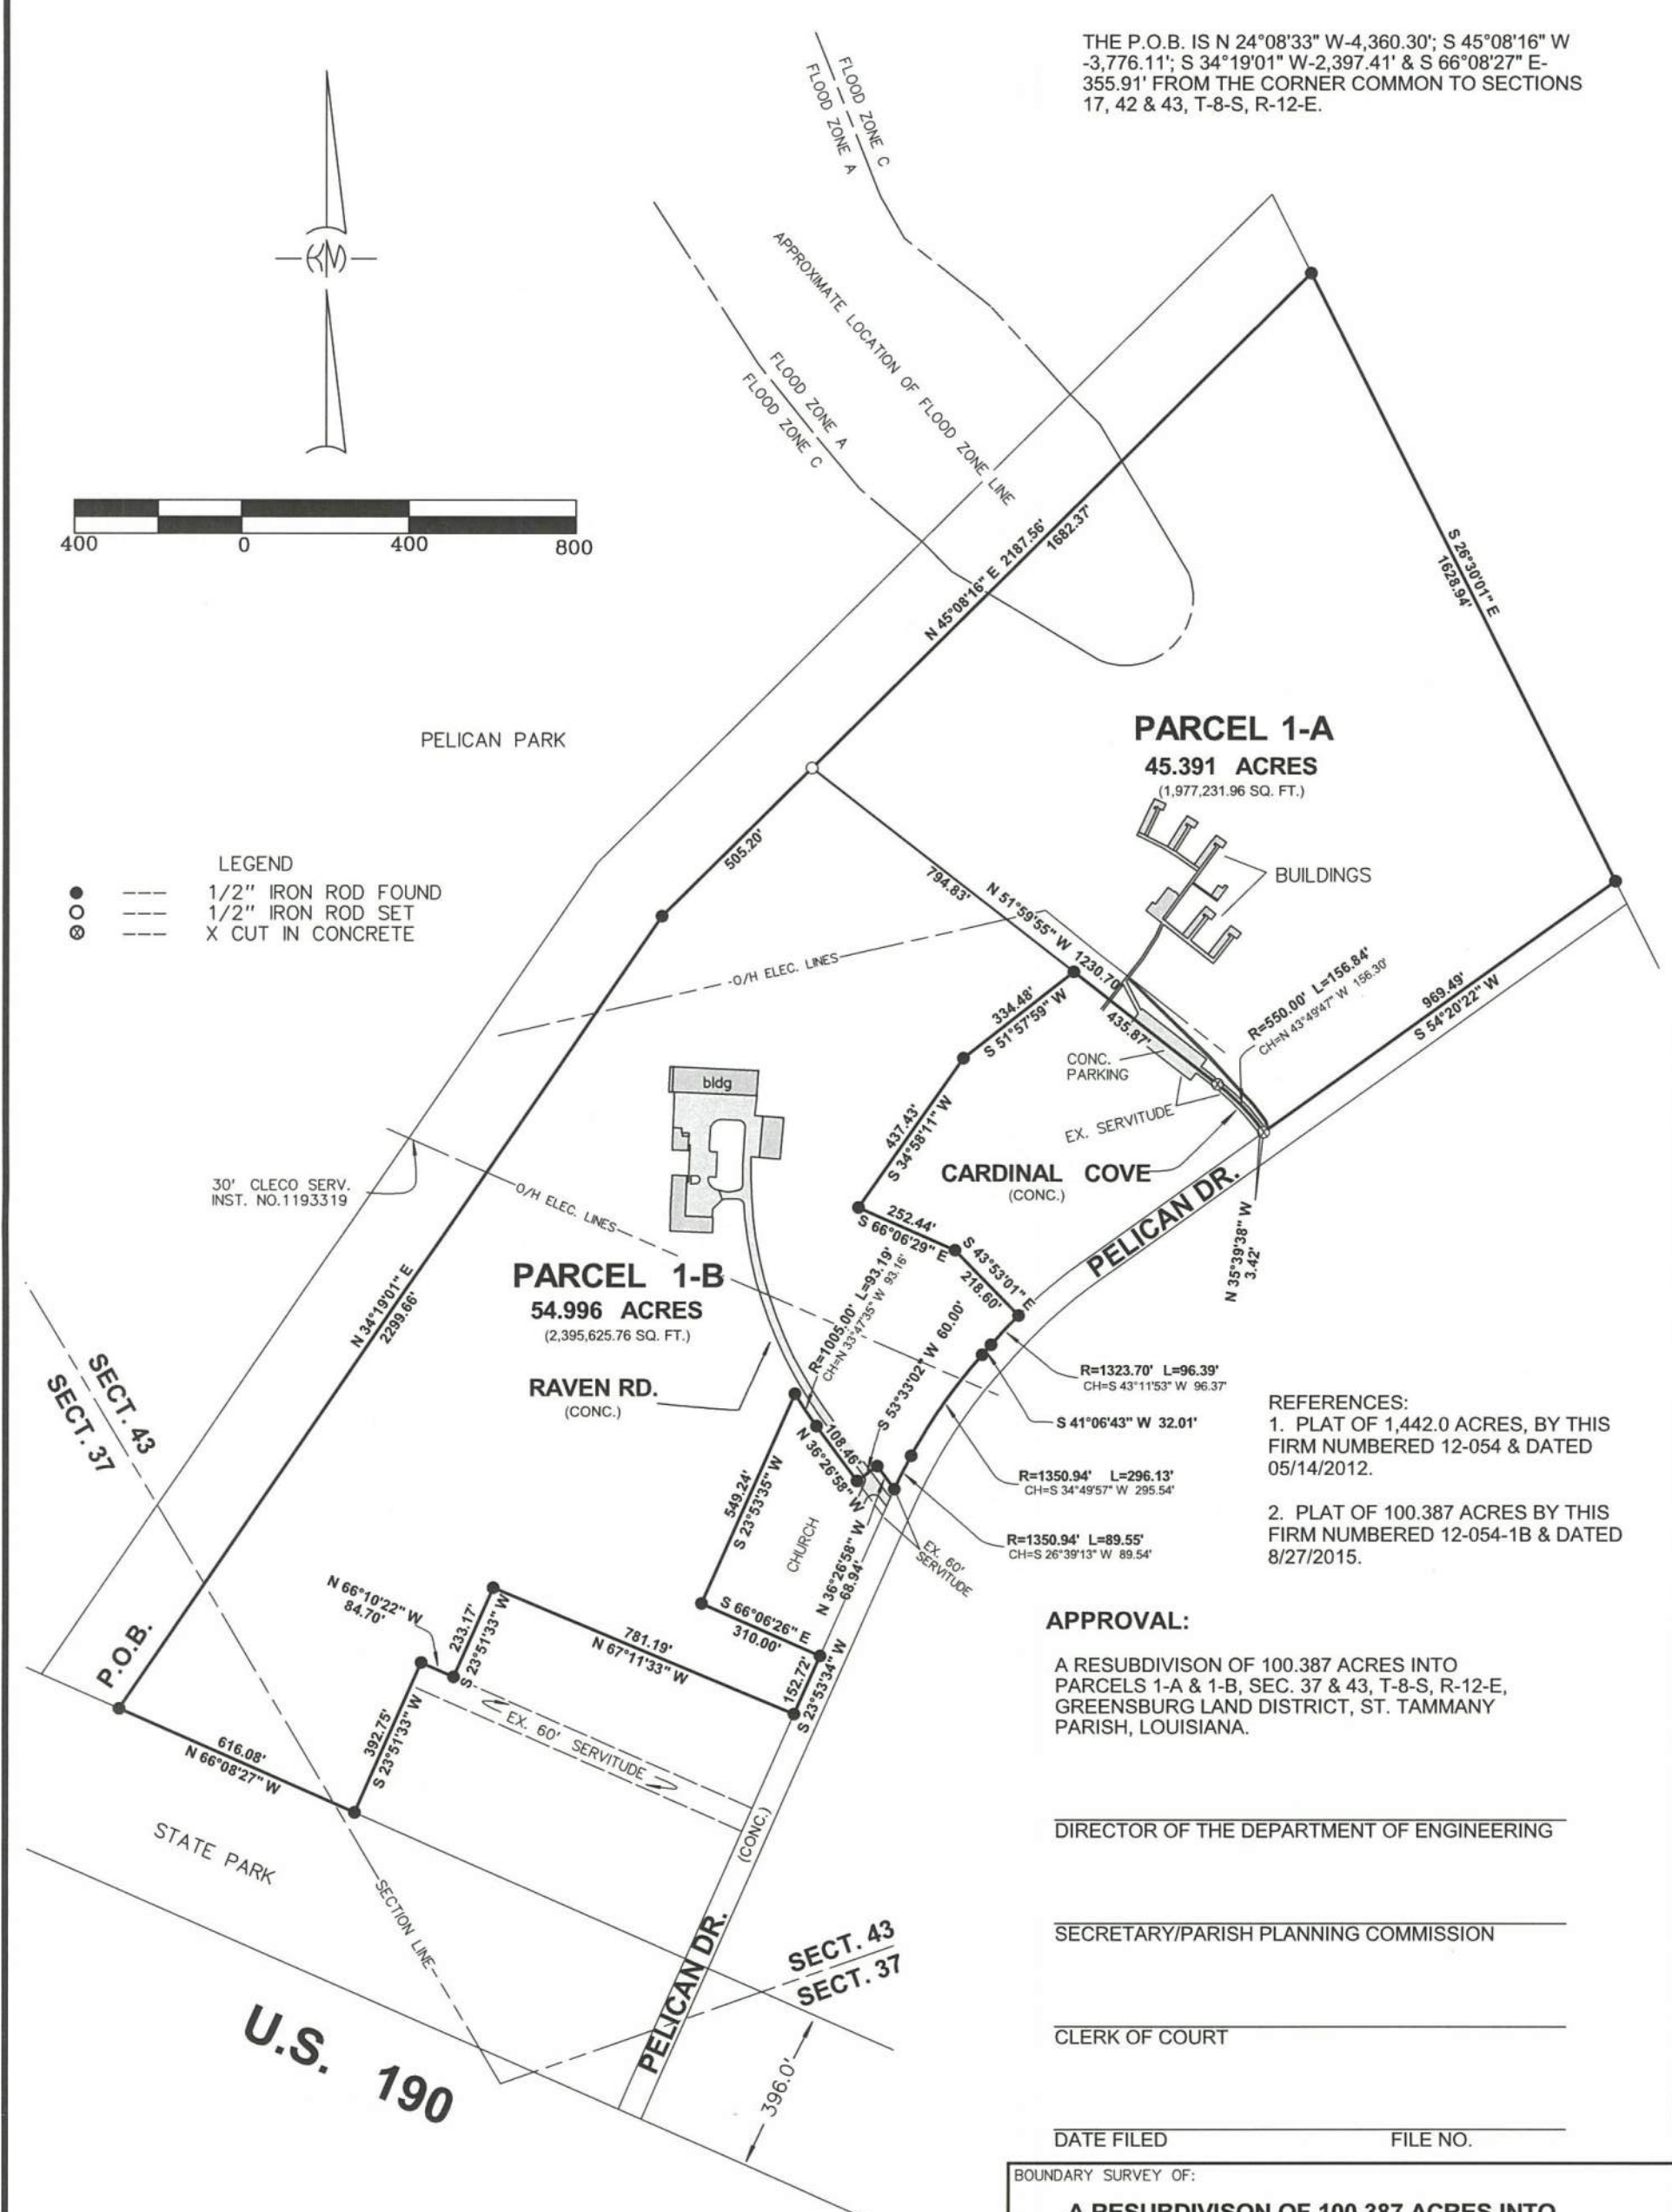 THE P.O.B. IS N 24°08'33" W-4,360.30'; S 45°08'16" W
-3,776.11'; S 34°19'01" W-2,397.41' & S 66°08'27" E-
355.91' FROM THE CORNER COMMON TO SECTIONS
17, 42 & 43, T-8-S, R-12-E.
FLOOD ZONE C
FLOOD ZONE A
KM
APPROXIMATE LOCATION OF FLOOD ZONE LINE
FLOOD ZONE A
FLOOD ZONE C
400 0 400 800
N 45°08'16" E 2187.56'
1682.37'
S 26°30'01" E
1628.94'
PELICAN PARK
PARCEL 1-A
45.391 ACRES
(1,977,231.96 SQ. FT.)
BUILDINGS
505.20'
LEGEND
1/2" IRON ROD FOUND
1/2" IRON ROD SET
X CUT IN CONCRETE
794.83'
N 51°59'55" W 1230.70'
O/H ELEC. LINES
334.48'
S 51°57'59" W
435.87'
R=550.00' L=156.84'
CH=N 43°49'47" W 156.30'
969.49'
S 54°20'22" W
CONC.
PARKING
EX. SERVITUDE
bldg
437.43'
S 34°58'11" W
CARDINAL COVE
(CONC.)
PELICAN DR.
30' CLECO SERV.
INST. NO.1193319
O/H ELEC. LINES
252.44'
S 66°06'29" E
S 43°53'01" E
218.60'
N 35°39'38" W
3.42'
PARCEL 1-B
54.996 ACRES
(2,395,625.76 SQ. FT.)
N 34°19'01" E
2299.66'
R=1005.00' L=93.19'
CH=N 33°47'35" W 93.16'
S 53°33'02" W 60.00'
RAVEN RD.
(CONC.)
R=1323.70' L=96.39'
CH=S 43°11'53" W 96.37'
S 41°06'43" W 32.01'
R=1350.94' L=296.13'
CH=S 34°49'57" W 295.54'
R=1350.94' L=89.55'
CH=S 26°39'13" W 89.54'
SECT. 43
SECT. 37
REFERENCES:
1. PLAT OF 1,442.0 ACRES, BY THIS
FIRM NUMBERED 12-054 & DATED
05/14/2012.
2. PLAT OF 100.387 ACRES BY THIS
FIRM NUMBERED 12-054-1B & DATED
8/27/2015.
108.46'
N 36°26'58" W
549.24'
S 23°53'35" W
CHURCH
N 36°26'58" W
68.94'
EX. 60'
SERVITUDE
N 66°10'22" W
84.70'
233.17'
S 23°51'33" W
781.19'
N 67°11'33" W
S 66°06'26" E
310.00'
152.72'
S 23°53'34" W
P.O.B.
392.75'
S 23°51'33" W
EX. 60' SERVITUDE
616.08'
N 66°08'27" W
STATE PARK
SECTION LINE
(CONC.)
PELICAN DR.
SECT. 43
SECT. 37
U.S. 190
396.0'
APPROVAL:
A RESUBDIVISON OF 100.387 ACRES INTO
PARCELS 1-A & 1-B, SEC. 37 & 43, T-8-S, R-12-E,
GREENSBURG LAND DISTRICT, ST. TAMMANY
PARISH, LOUISIANA.
DIRECTOR OF THE DEPARTMENT OF ENGINEERING
SECRETARY/PARISH PLANNING COMMISSION
CLERK OF COURT
DATE FILED FILE NO.
BOUNDARY SURVEY OF:
A RESUBDIVISON OF 100.387 ACRES INTO